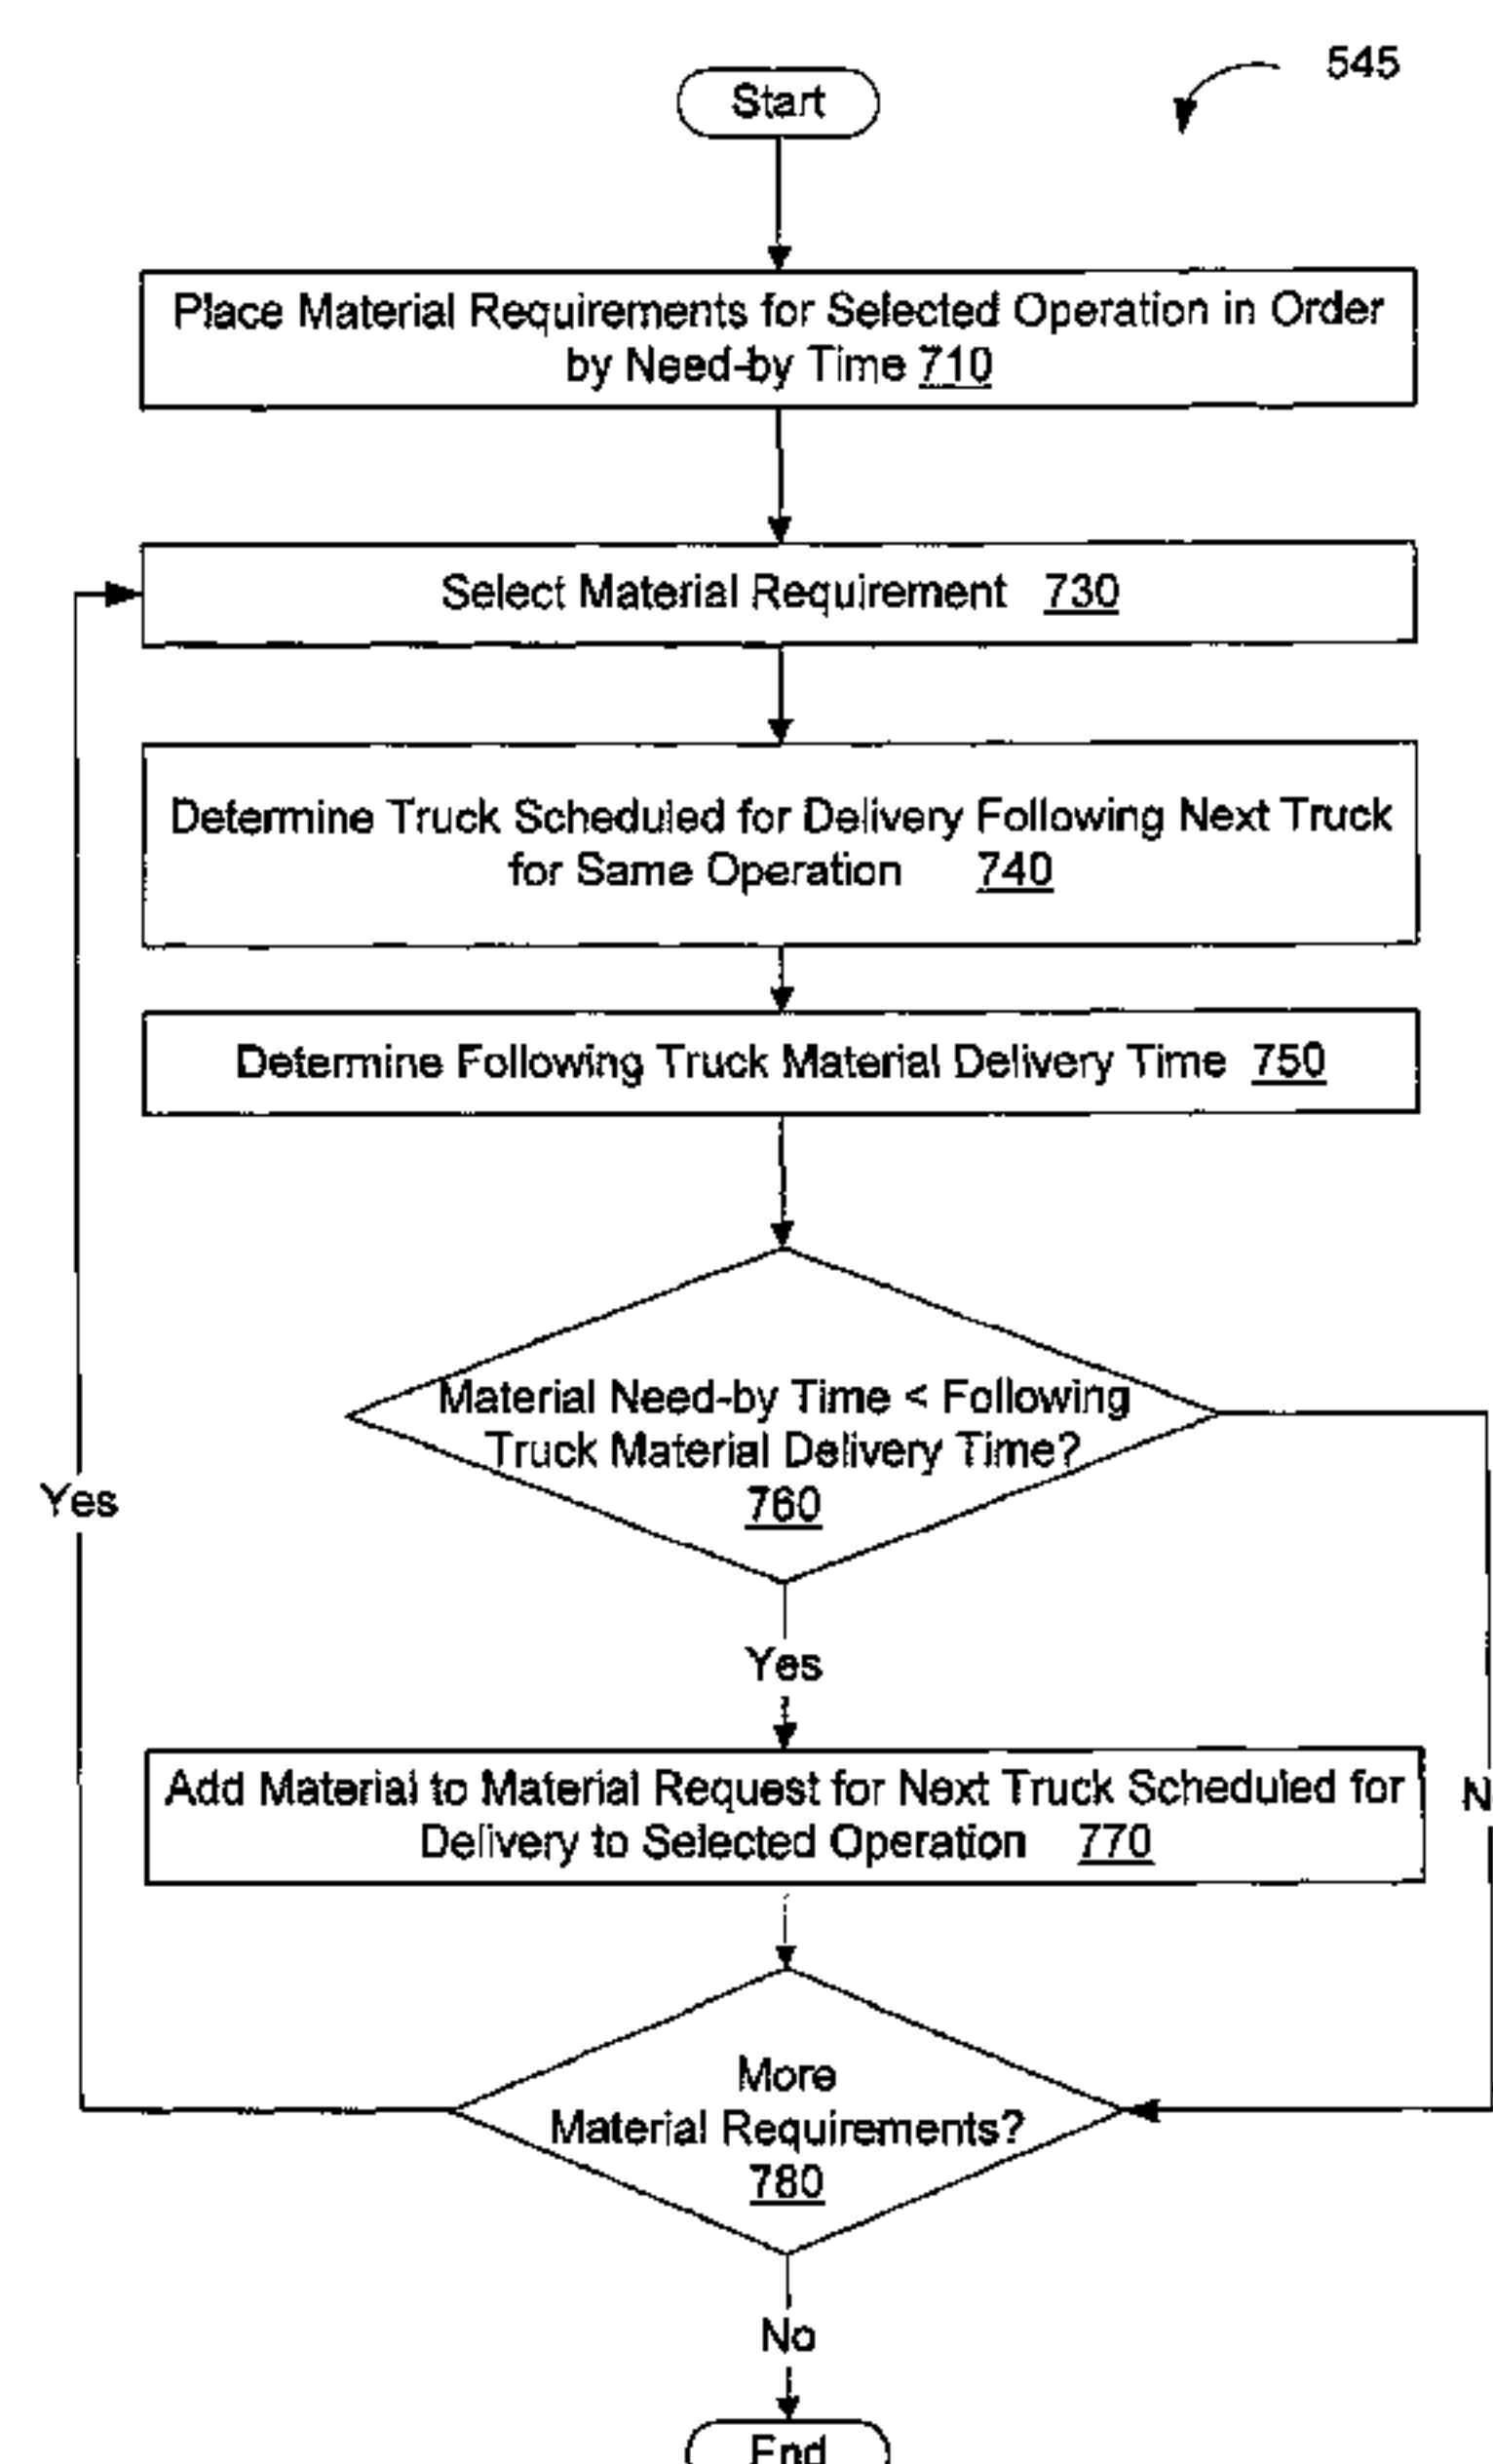 545
Start
Place Material Requirements for Selected Operation in Order
by Need-by Time 710
Select Material Requirement 730
Determine Truck Scheduled for Delivery Following Next Truck
for Same Operation 740
Determine Following Truck Material Delivery Time 750
Material Need-by Time < Following
Truck Material Delivery Time?
760
Yes
Yes
Add Material to Material Request for Next Truck Scheduled for
Delivery to Selected Operation 770
N
More
Material Requirements?
780
No
End